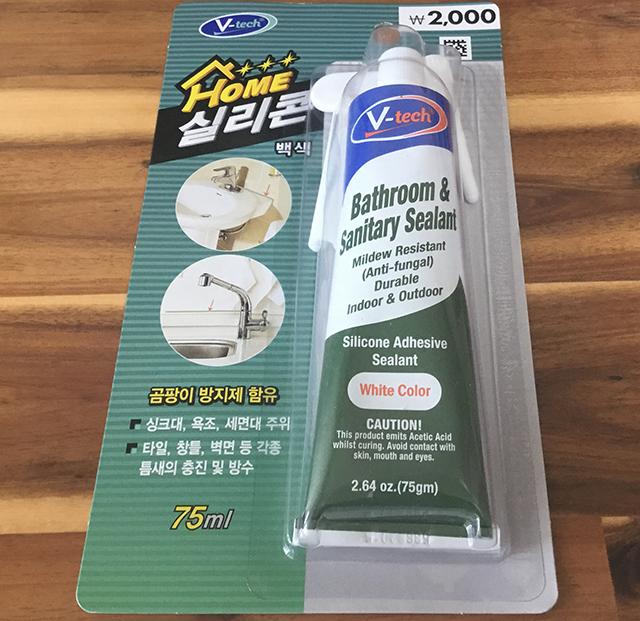 V-tech®
₩2,000
HOME
실리콘
백색
곰팡이 방지제 함유
싱크대, 욕조, 세면대 주위
타일, 창틀, 벽면 등 각종
틈새의 충진 및 방수
75ml
V-tech®
Bathroom &
Sanitary Sealant
Mildew Resistant
(Anti-fungal)
Durable
Indoor & Outdoor
Silicone Adhesive
Sealant
White Color
CAUTION!
This product emits Acetic Acid
whilst curing. Avoid contact with
skin, mouth and eyes.
2.64 oz.(75gm)